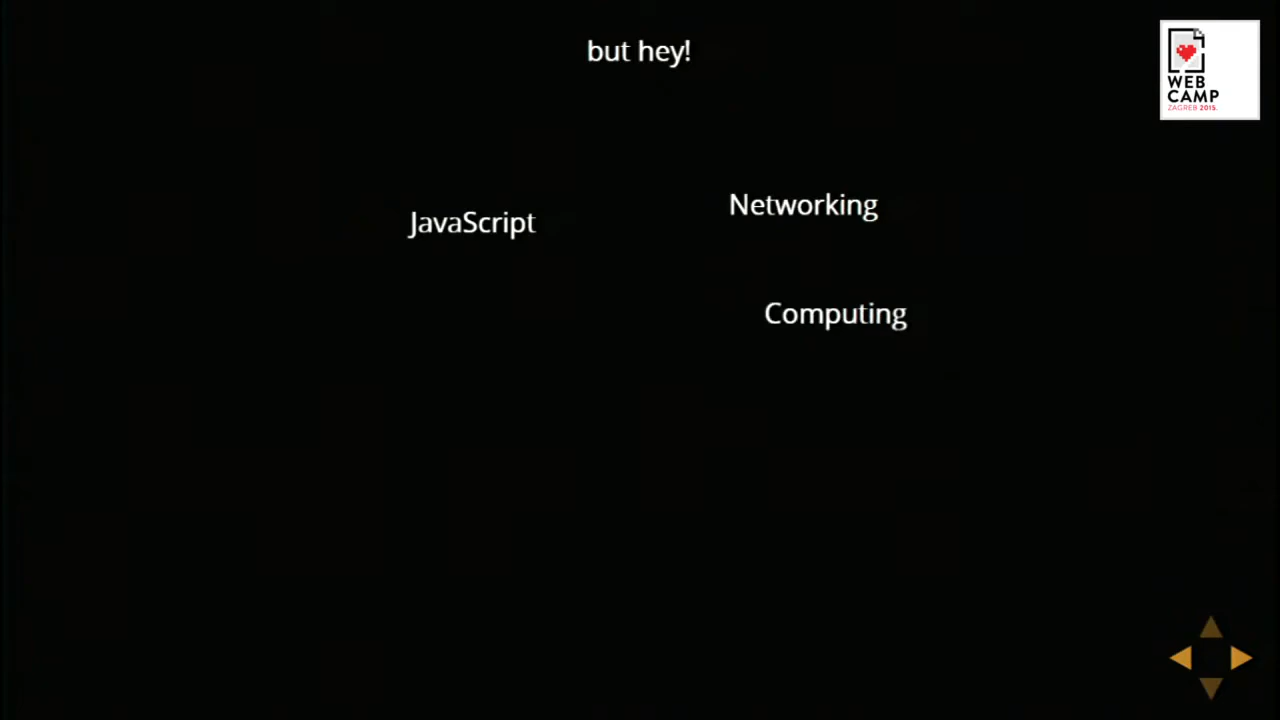 but hey!
WEB
CAMP
ZAGREB 2015.
Networking
JavaScript
Computing